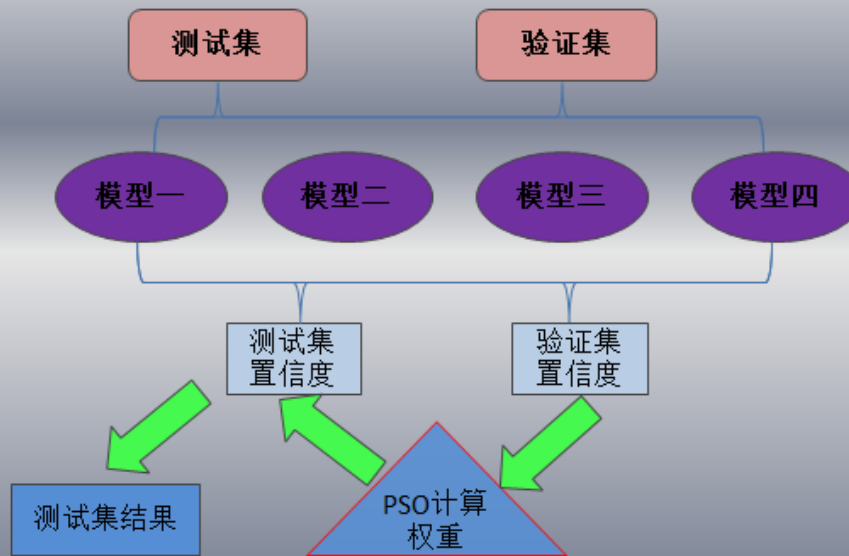 测试集
验证集
模型一
模型二
模型三
模型四
测试集
置信度
验证集
置信度
测试集结果
PSO计算
权重